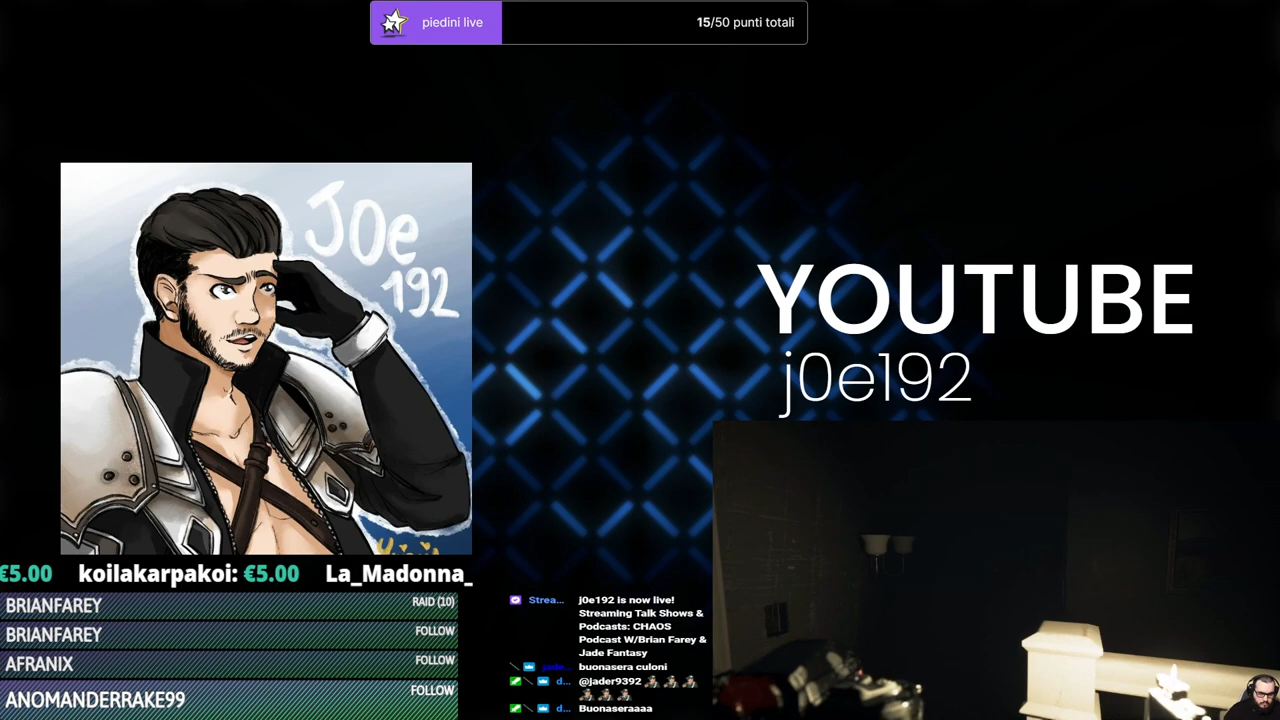 piedini live
15/50 punti totali
JOe
192
YOUTUBE
j0e192
€5.00 koilakarpakoi: €5.00 La_Madonna_
BRIANFAREY RAID (10)
BRIANFAREY FOLLOW
AFRANIX FOLLOW
ANOMANDERRAKE99 FOLLOW
Strea... j0e192 is now live!
Streaming Talk Shows &
Podcasts: CHAOS
Podcast W/Brian Farey &
Jade Fantasy
jade... buonasera culoni
d... @jader9392
d... Buonaseraaaa